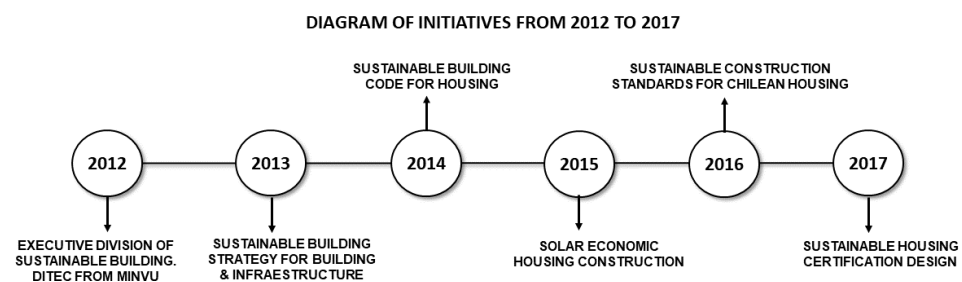 DIAGRAM OF INITIATIVES FROM 2012 TO 2017
SUSTAINABLE BUILDING
CODE FOR HOUSING
SUSTAINABLE CONSTRUCTION
STANDARDS FOR CHILEAN HOUSING
2012
2013
2014
2015
2016
2017
EXECUTIVE DIVISION OF
SUSTAINABLE BUILDING.
DITEC FROM MINVU
SUSTAINABLE BUILDING
STRATEGY FOR BUILDING
& INFRAESTRUCTURE
SOLAR ECONOMIC
HOUSING CONSTRUCTION
SUSTAINABLE HOUSING
CERTIFICATION DESIGN